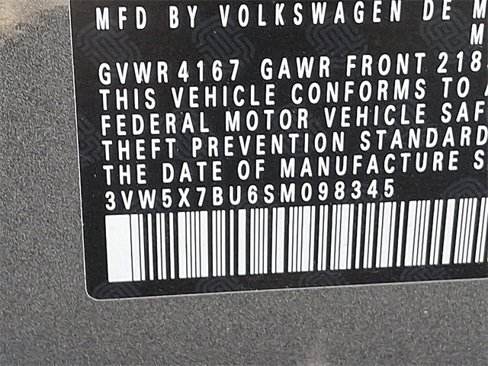 MFD BY VOLKSWAGEN DE M
M
GVWR 4167 GAWR FRONT 218
THIS VEHICLE CONFORMS TO A
FEDERAL MOTOR VEHICLE SAF
THEFT PREVENTION STANDARD
THE DATE OF MANUFACTURE S
3VW5X7BU6SM098345